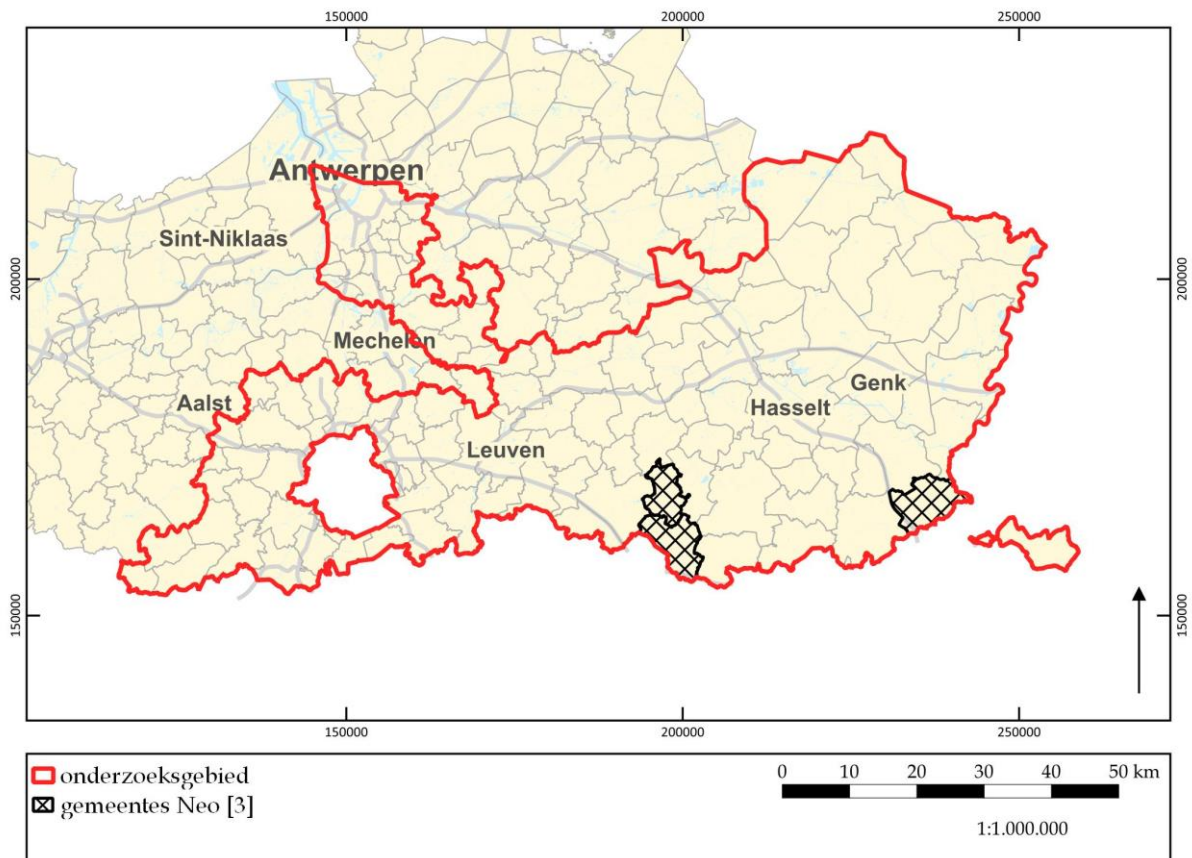 150000
200000
250000
Antwerpen
Sint-Niklaas
200000
200000
Mechelen
Genk
Aalst
Hasselt
Leuven
150000
150000
150000
200000
250000
onderzoeksgebied
gemeentes Neo [3]
0 10 20 30 40 50 km
1:1.000.000